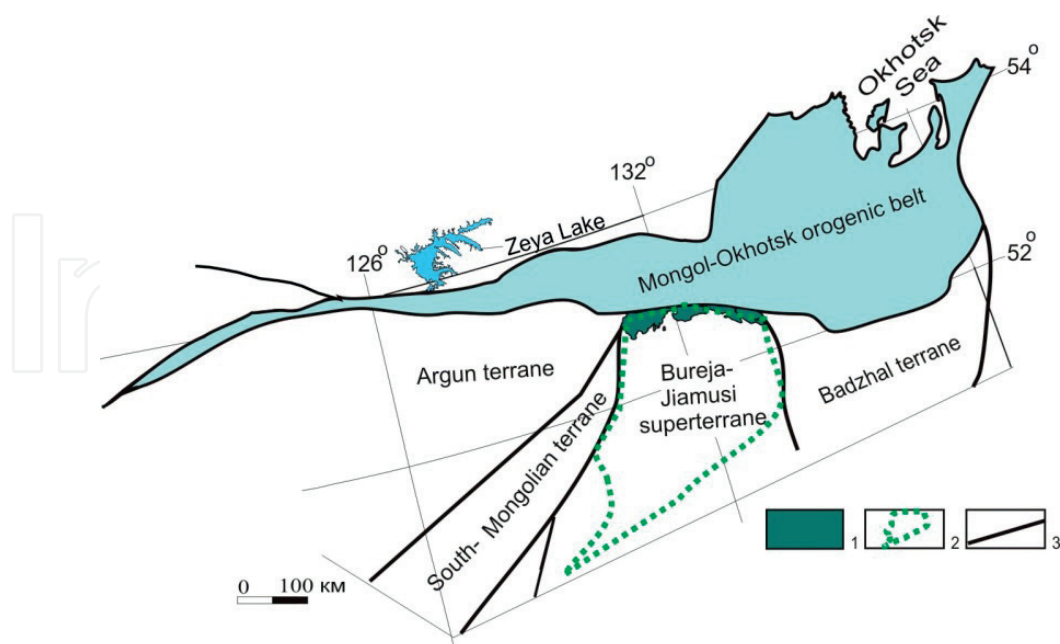 Okhotsk
Sea
54°
132°
Zeya Lake
126°
Mongol-Okhotsk orogenic belt
52°
Argun terrane
Bureja-
Jiamusi
superterrane
Badzhal terrane
South- Mongolian terrane
1
2
3
0 100 км